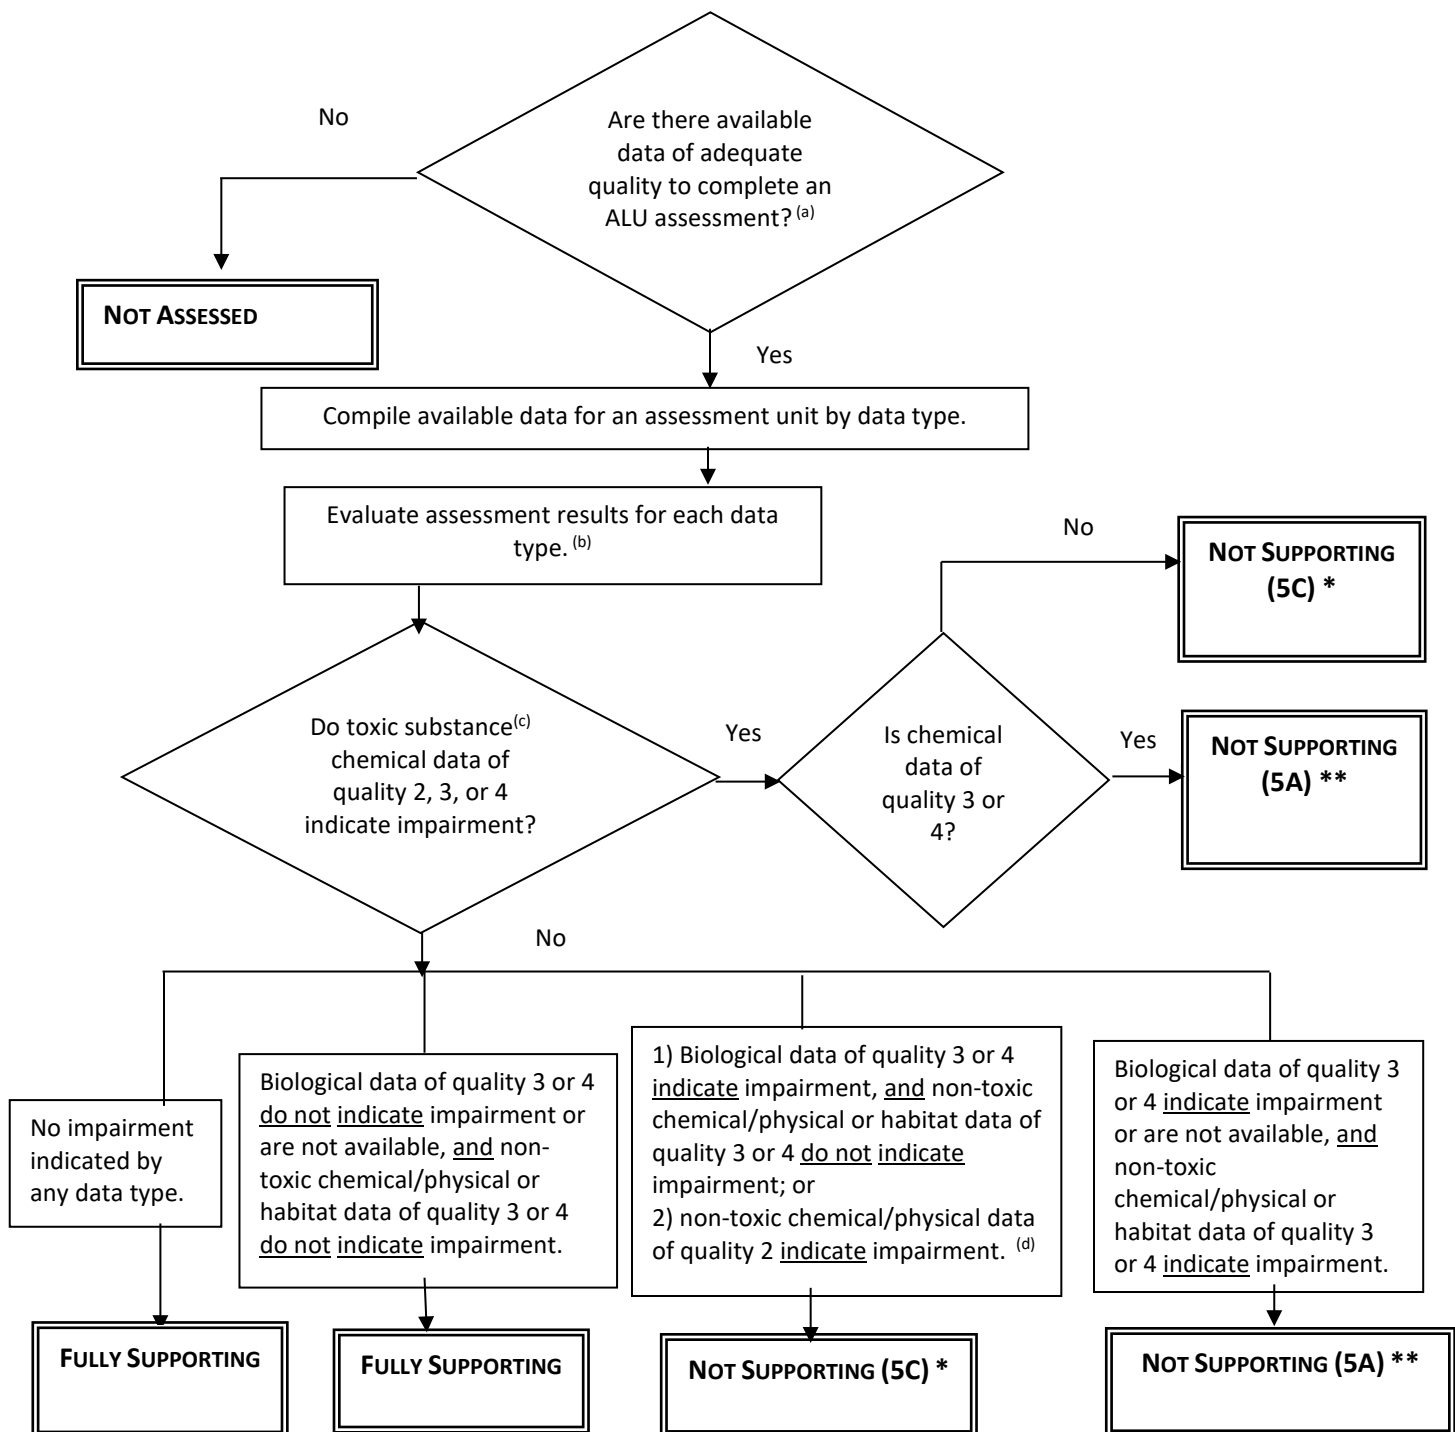 No
Are there available
data of adequate
quality to complete an
ALU assessment? (a)
NOT ASSESSED
Yes
Compile available data for an assessment unit by data type.
Evaluate assessment results for each data
type. (b)
No
NOT SUPPORTING
(5C) *
Do toxic substance(c)
chemical data of
quality 2, 3, or 4
indicate impairment?
Yes
Is chemical
data of
quality 3 or
4?
Yes
NOT SUPPORTING
(5A) **
No
No impairment
indicated by
any data type.
Biological data of quality 3 or 4
do not indicate impairment or
are not available, and non-
toxic chemical/physical or
habitat data of quality 3 or 4
do not indicate impairment.
1) Biological data of quality 3 or 4
indicate impairment, and non-toxic
chemical/physical or habitat data of
quality 3 or 4 do not indicate
impairment; or
2) non-toxic chemical/physical data
of quality 2 indicate impairment. (d)
Biological data of quality 3
or 4 indicate impairment
or are not available, and
non-toxic
chemical/physical or
habitat data of quality 3
or 4 indicate impairment.
FULLY SUPPORTING
FULLY SUPPORTING
NOT SUPPORTING (5C) *
NOT SUPPORTING (5A) **